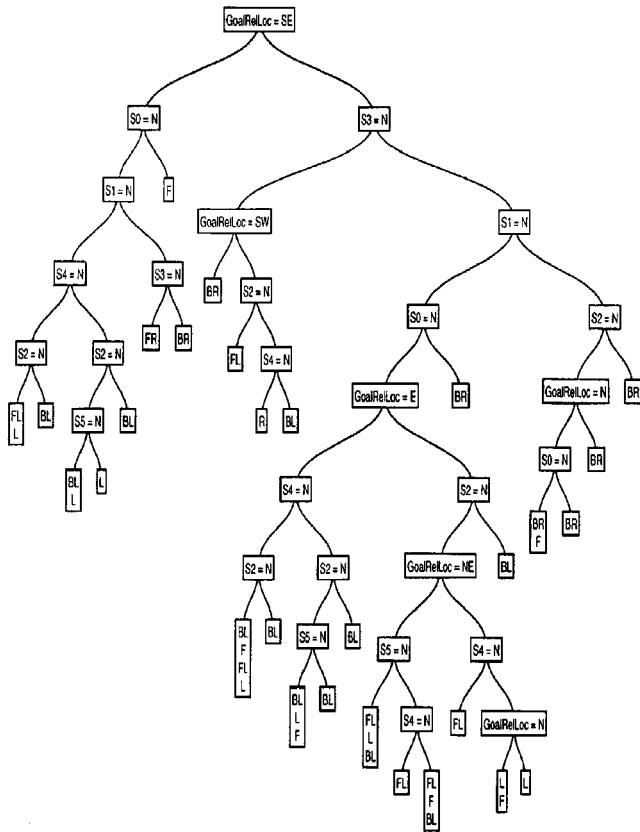 GoalRelLoc = SE
S0 = N
S3 = N
S1 = N
F
GoalRelLoc = SW
S1 = N
S4 = N
S3 = N
BR
S2 = N
S0 = N
S2 = N
S2 = N
S2 = N
FR
BR
FL
S4 = N
GoalRelLoc = E
BR
GoalRelLoc = N
BR
FL
L
BL
S5 = N
BL
R
BL
S0 = N
BR
BL
L
L
S4 = N
S2 = N
BR
F
BR
S2 = N
S2 = N
GoalRelLoc = NE
BL
BL
F
FL
L
BL
S5 = N
BL
S5 = N
S4 = N
BL
L
F
BL
FL
L
BL
S4 = N
FL
GoalRelLoc = N
FL
FL
F
BL
L
F
L